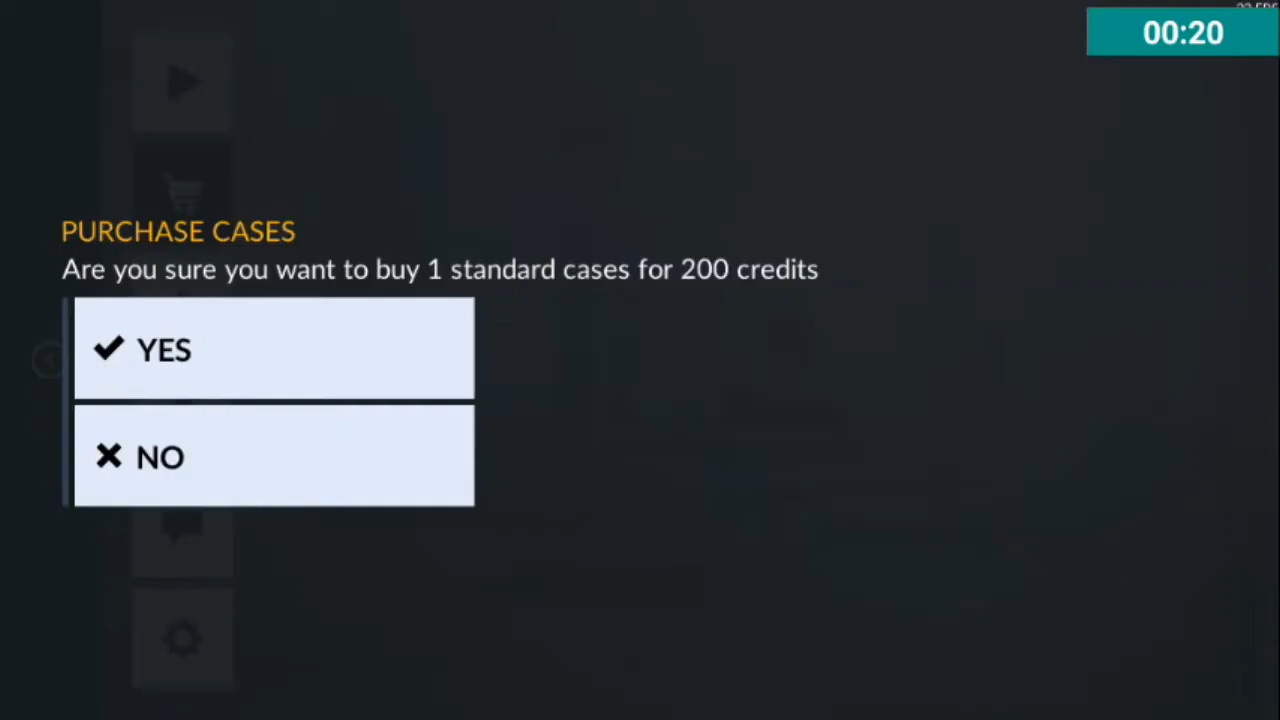 00:20
PURCHASE CASES
Are you sure you want to buy 1 standard cases for 200 credits
YES
NO